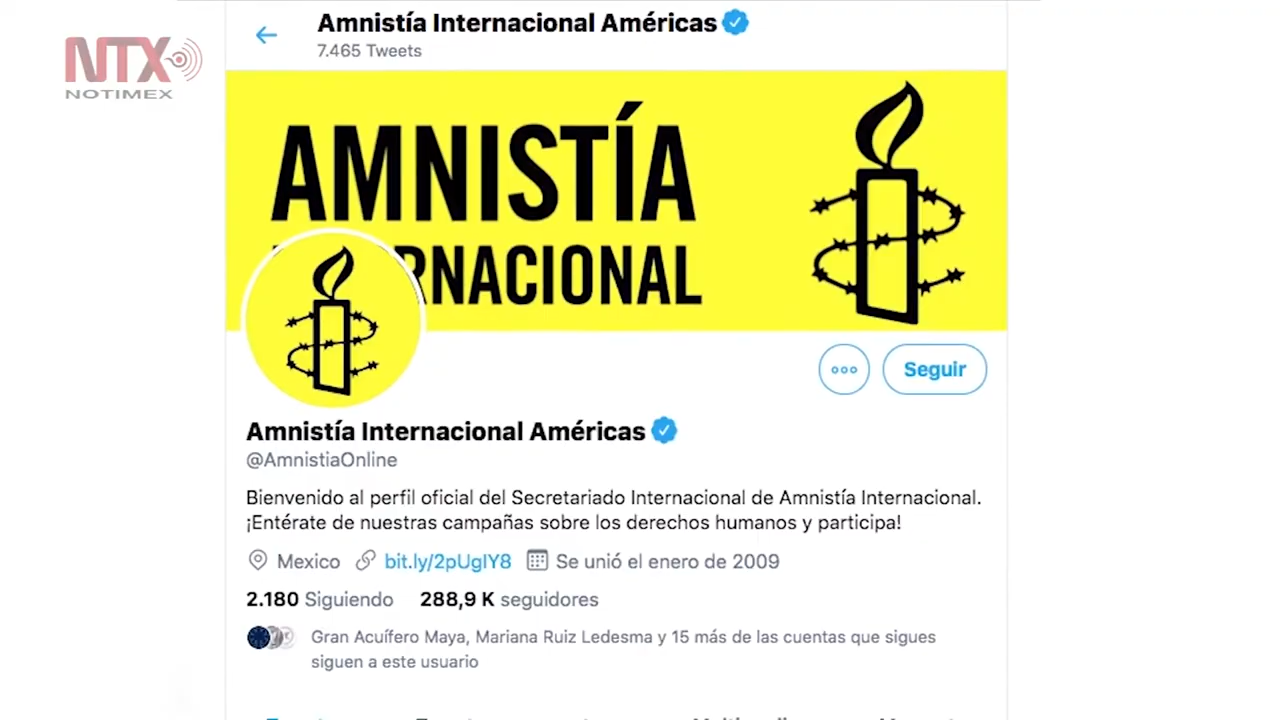 Amnistía Internacional Américas
7.465 Tweets
NTX
NOTIMEX
AMNISTÍA
RNACIONAL
Seguir
Amnistía Internacional Américas
@AmnistiaOnline
Bienvenido al perfil oficial del Secretariado Internacional de Amnistía Internacional.
¡Entérate de nuestras campañas sobre los derechos humanos y participa!
Mexico bit.ly/2pUgIY8 Se unió el enero de 2009
2.180 Siguiendo 288,9 K seguidores
Gran Acuífero Maya, Mariana Ruiz Ledesma y 15 más de las cuentas que sigues
siguen a este usuario